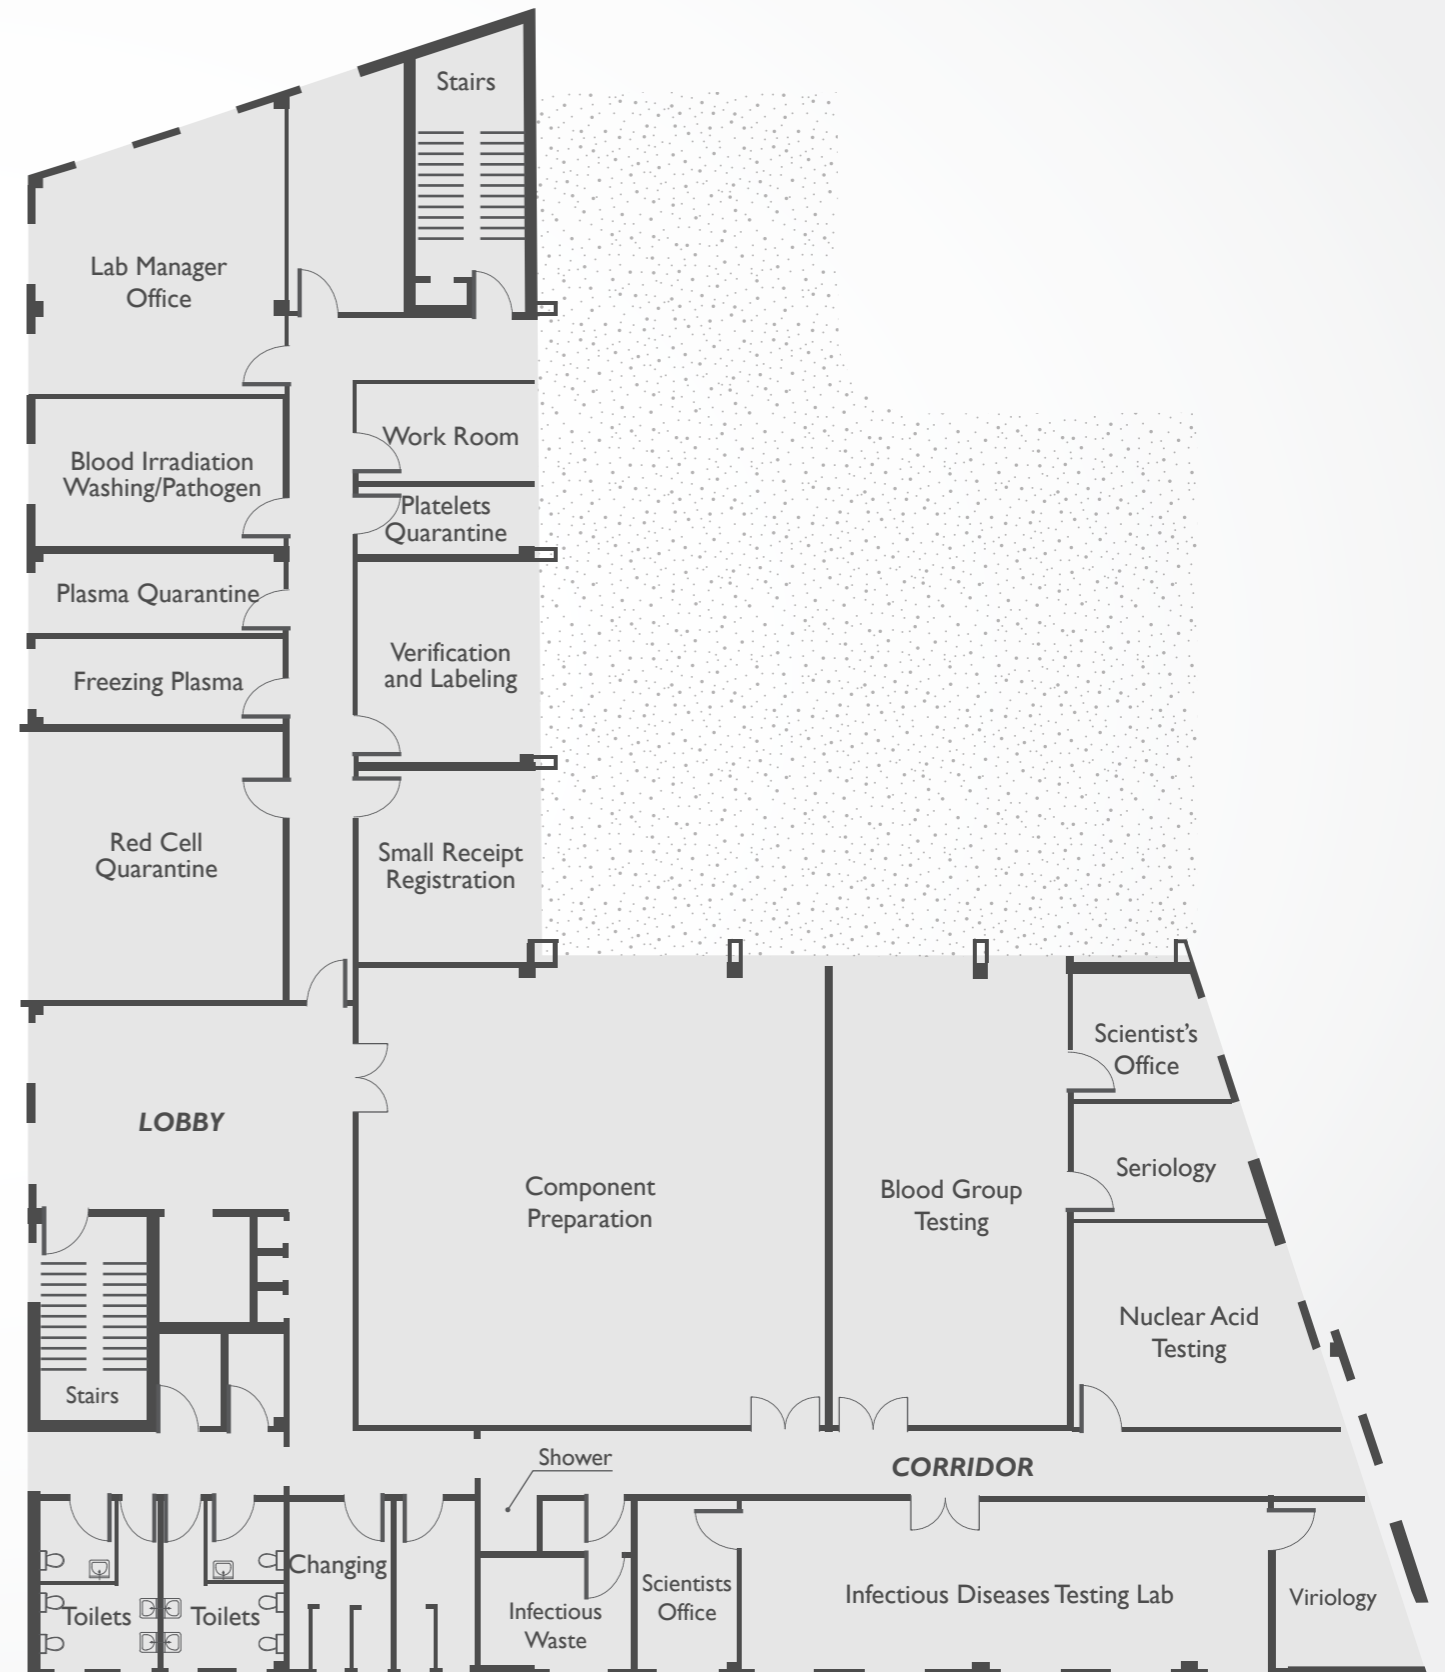 Stairs
Lab Manager
Office
Work Room
Blood Irradiation
Washing/Pathogen
Platelets
Quarantine
Plasma Quarantine
Verification
and Labeling
Freezing Plasma
Red Cell
Quarantine
Small Receipt
Registration
Scientist’s
Office
LOBBY
Seriology
Component
Preparation
Blood Group
Testing
Nuclear Acid
Testing
Stairs
Shower
CORRIDOR
Changing
Toilets
Toilets
Infectious
Waste
Scientists
Office
Infectious Diseases Testing Lab
Viriology